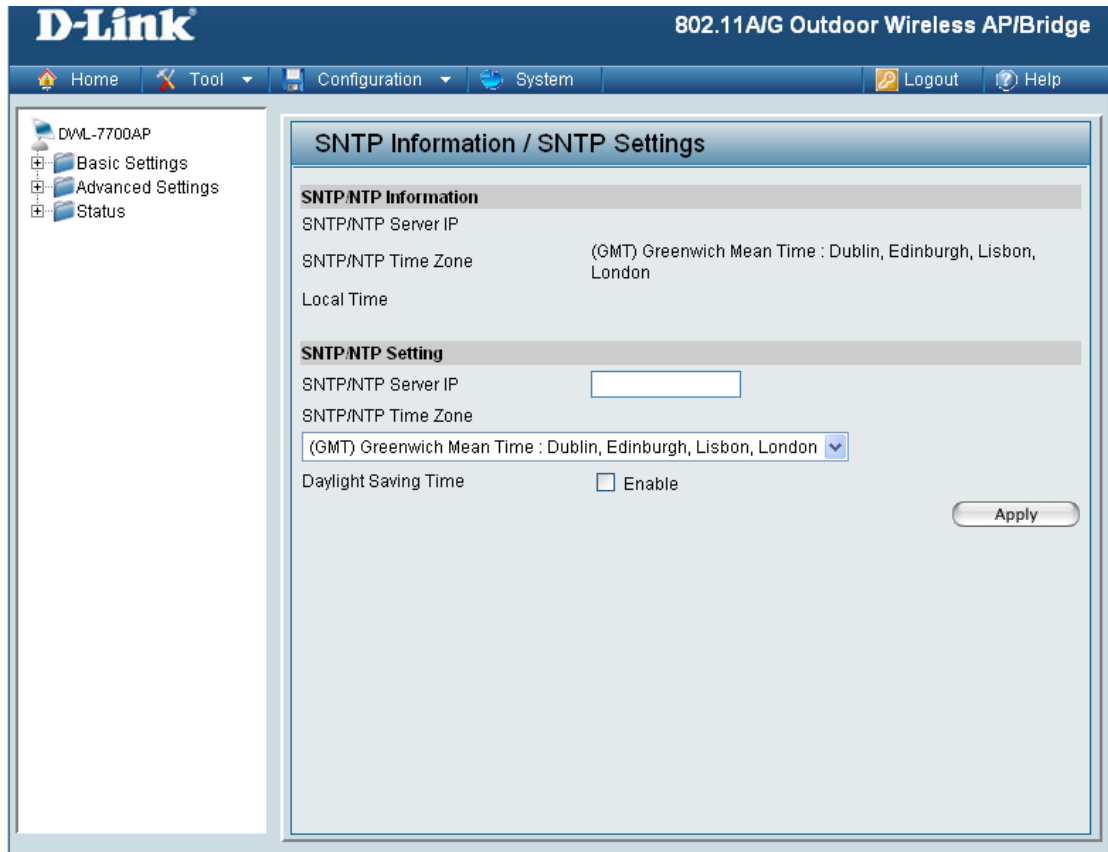 D-Link
802.11A/G Outdoor Wireless AP/Bridge
Home Tool Configuration System Logout Help
DWL-7700AP
Basic Settings
Advanced Settings
Status
SNTP Information / SNTP Settings
SNTP/NTP Information
SNTP/NTP Server IP
SNTP/NTP Time Zone
(GMT) Greenwich Mean Time : Dublin, Edinburgh, Lisbon,
London
Local Time
SNTP/NTP Setting
SNTP/NTP Server IP
SNTP/NTP Time Zone
(GMT) Greenwich Mean Time : Dublin, Edinburgh, Lisbon, London
Daylight Saving Time Enable
Apply